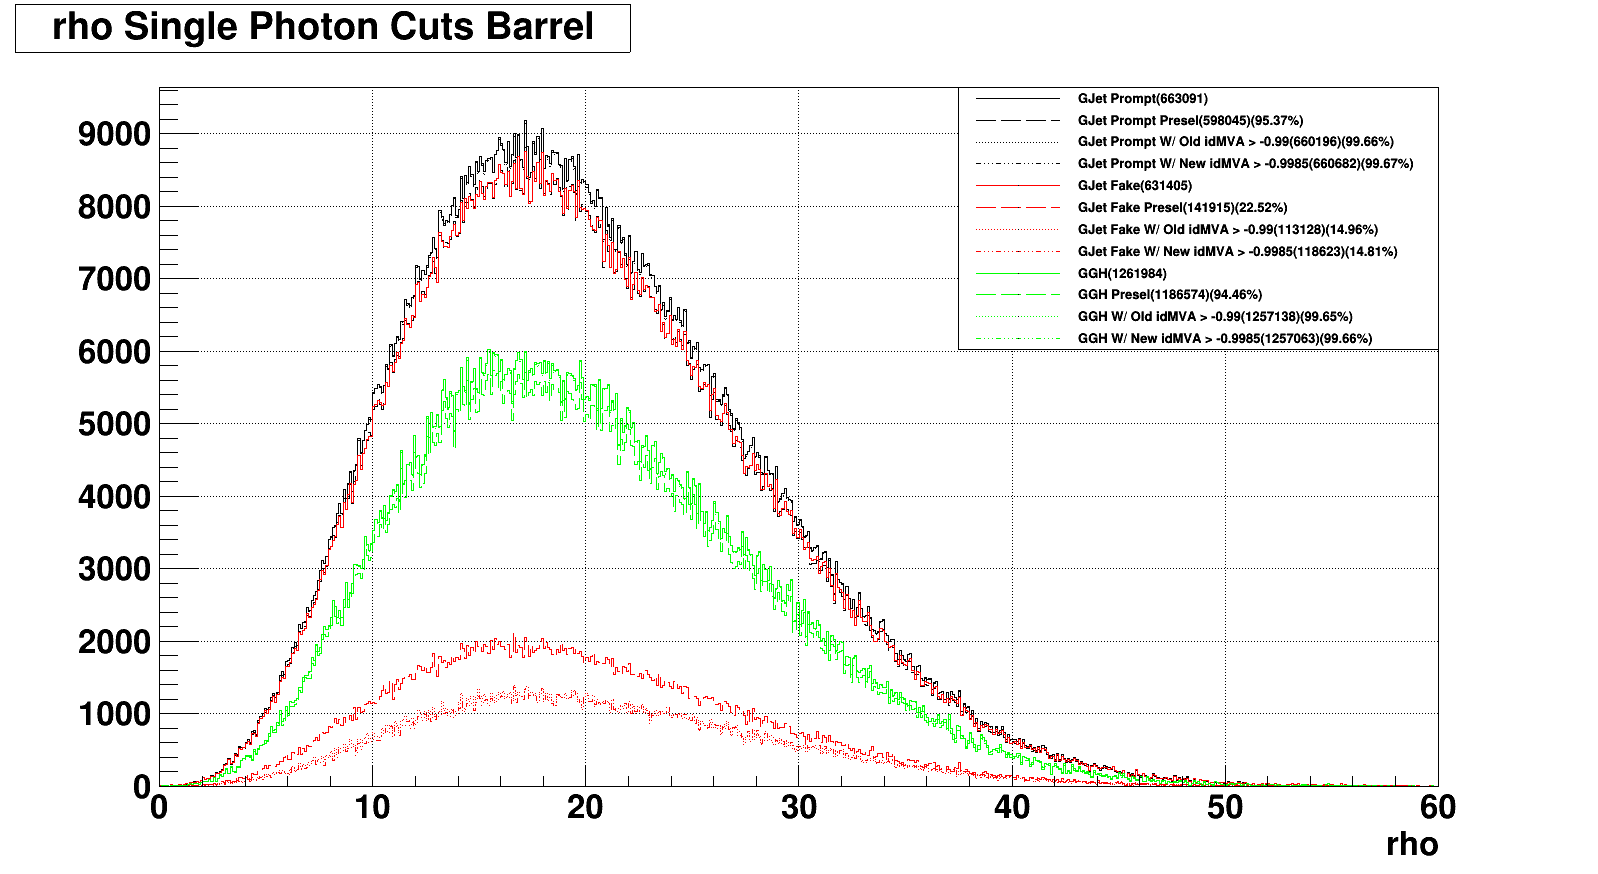 rho Single Photon Cuts Barrel
GJet Prompt(663091)
GJet Prompt Presel(598045)(95.37%)
GJet Prompt W/ Old idMVA > -0.99(660196)(99.66%)
GJet Prompt W/ New idMVA > -0.9985(660682)(99.67%)
GJet Fake(631405)
GJet Fake Presel(141915)(22.52%)
GJet Fake W/ Old idMVA > -0.99(113128)(14.96%)
GJet Fake W/ New idMVA > -0.9985(118623)(14.81%)
GGH(1261984)
GGH Presel(1186574)(94.46%)
GGH W/ Old idMVA > -0.99(1257138)(99.65%)
GGH W/ New idMVA > -0.9985(1257063)(99.66%)
9000
8000
7000
6000
5000
4000
3000
2000
1000
0
0 10 20 30 40 50 60
rho